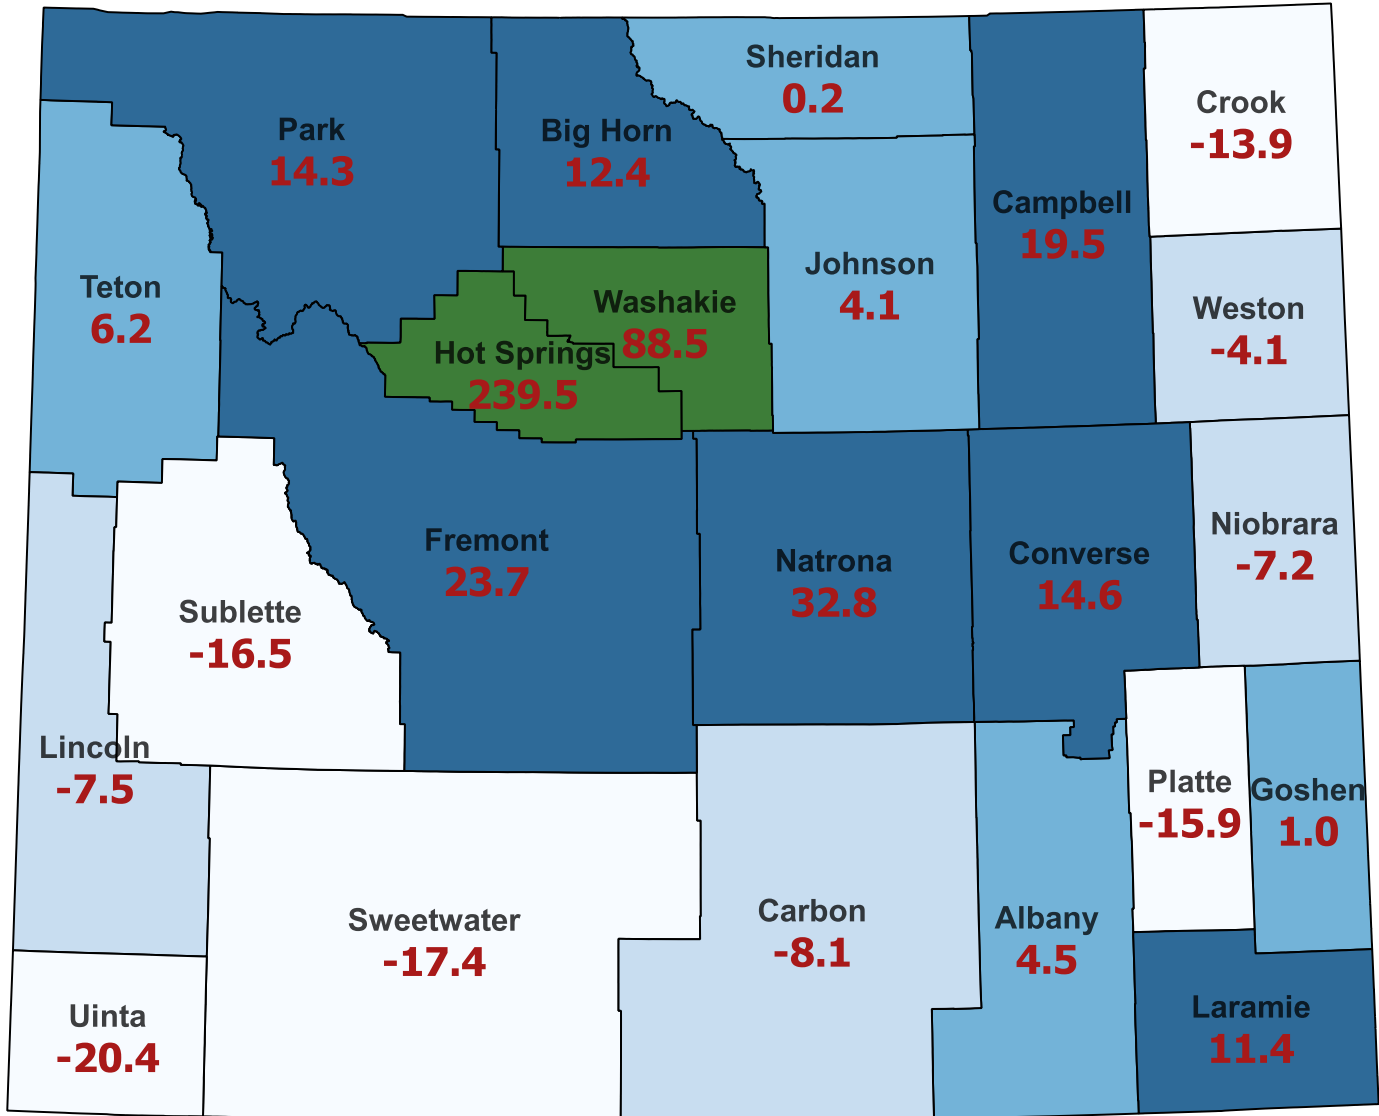 Sheridan
0.2
Crook
-13.9
Park
14.3
Big Horn
12.4
Campbell
19.5
Teton
6.2
Johnson
4.1
Washakie
88.5
Weston
-4.1
Hot Springs
239.5
Fremont
23.7
Natrona
32.8
Converse
14.6
Niobrara
-7.2
Sublette
-16.5
Lincoln
-7.5
Platte
-15.9
Goshen
1.0
Sweetwater
-17.4
Carbon
-8.1
Albany
4.5
Uinta
-20.4
Laramie
11.4